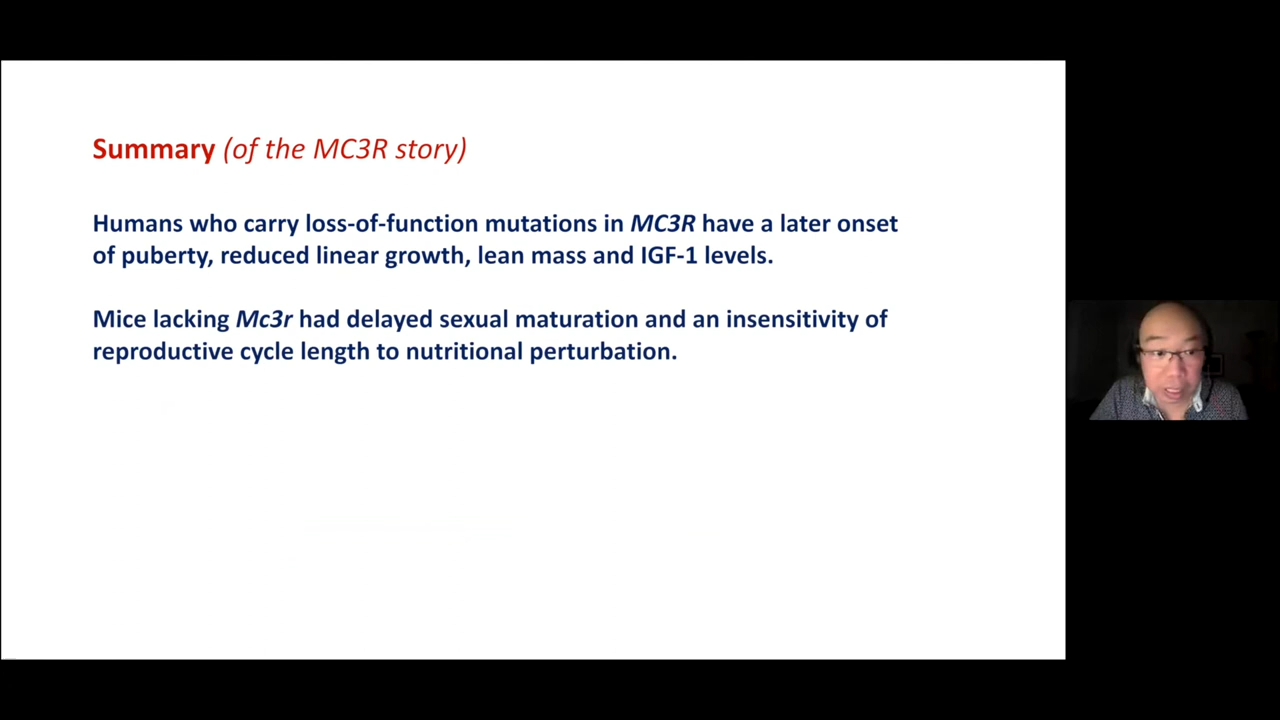 Summary (of the MC3R story)
Humans who carry loss-of-function mutations in MC3R have a later onset
of puberty, reduced linear growth, lean mass and IGF-1 levels.
Mice lacking Mc3r had delayed sexual maturation and an insensitivity of
reproductive cycle length to nutritional perturbation.